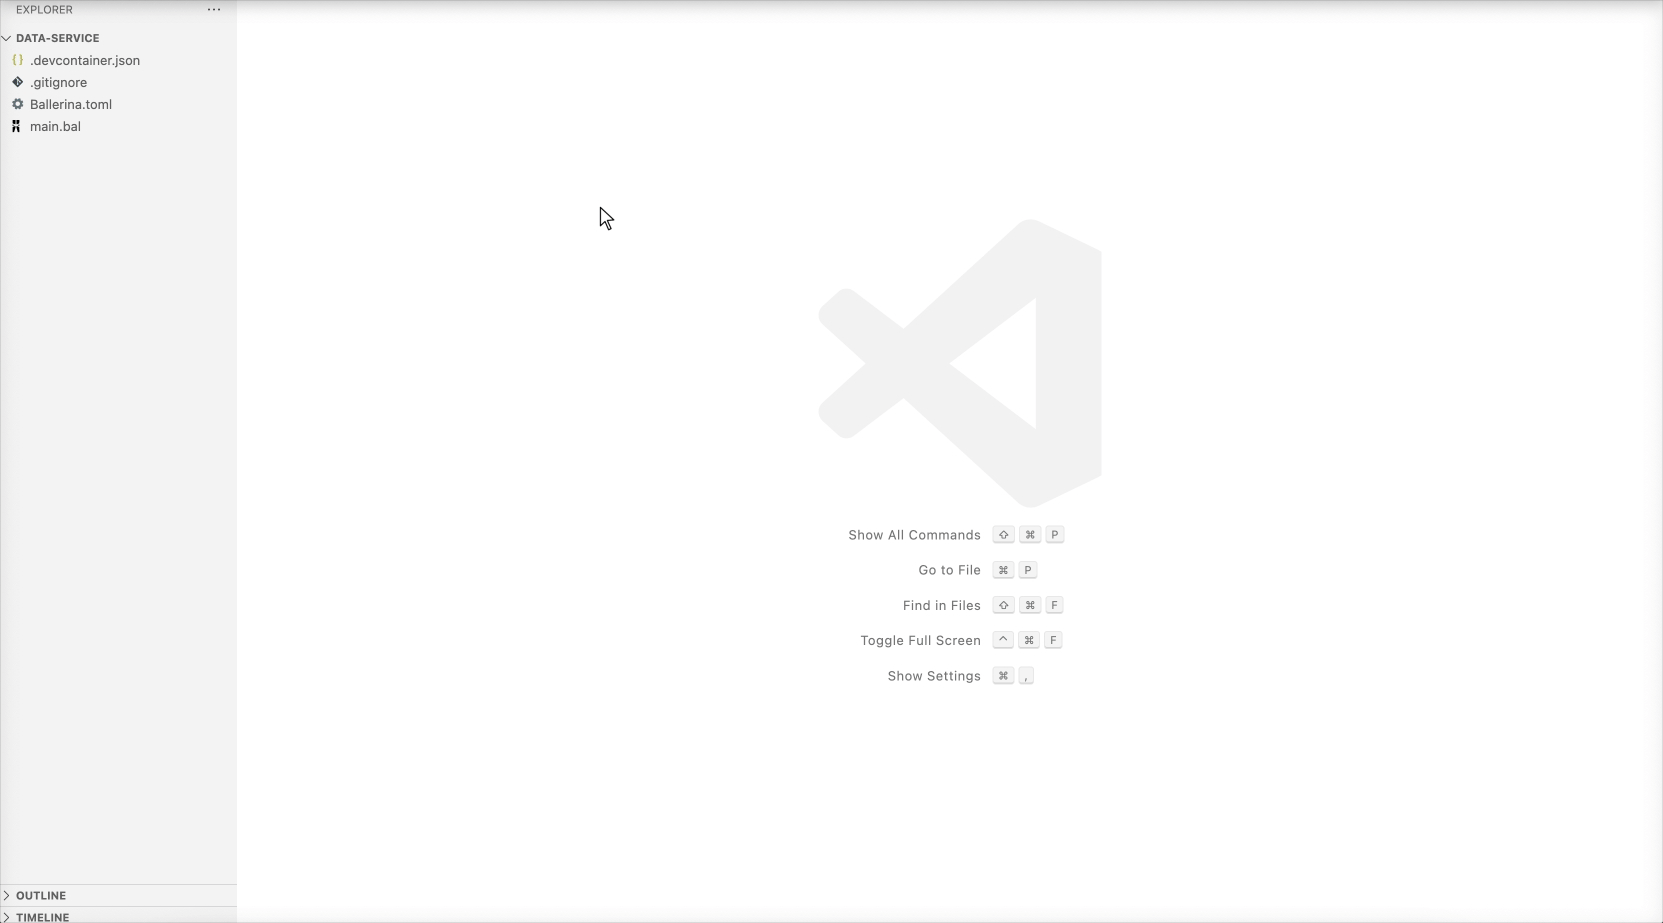 EXPLORER ···
DATA-SERVICE
{} .devcontainer.json
.gitignore
Ballerina.toml
main.bal
Show All Commands ⇧ ⌘ P
Go to File ⌘ P
Find in Files ⇧ ⌘ F
Toggle Full Screen ^ ⌘ F
Show Settings ⌘ ,
OUTLINE
TIMELINE